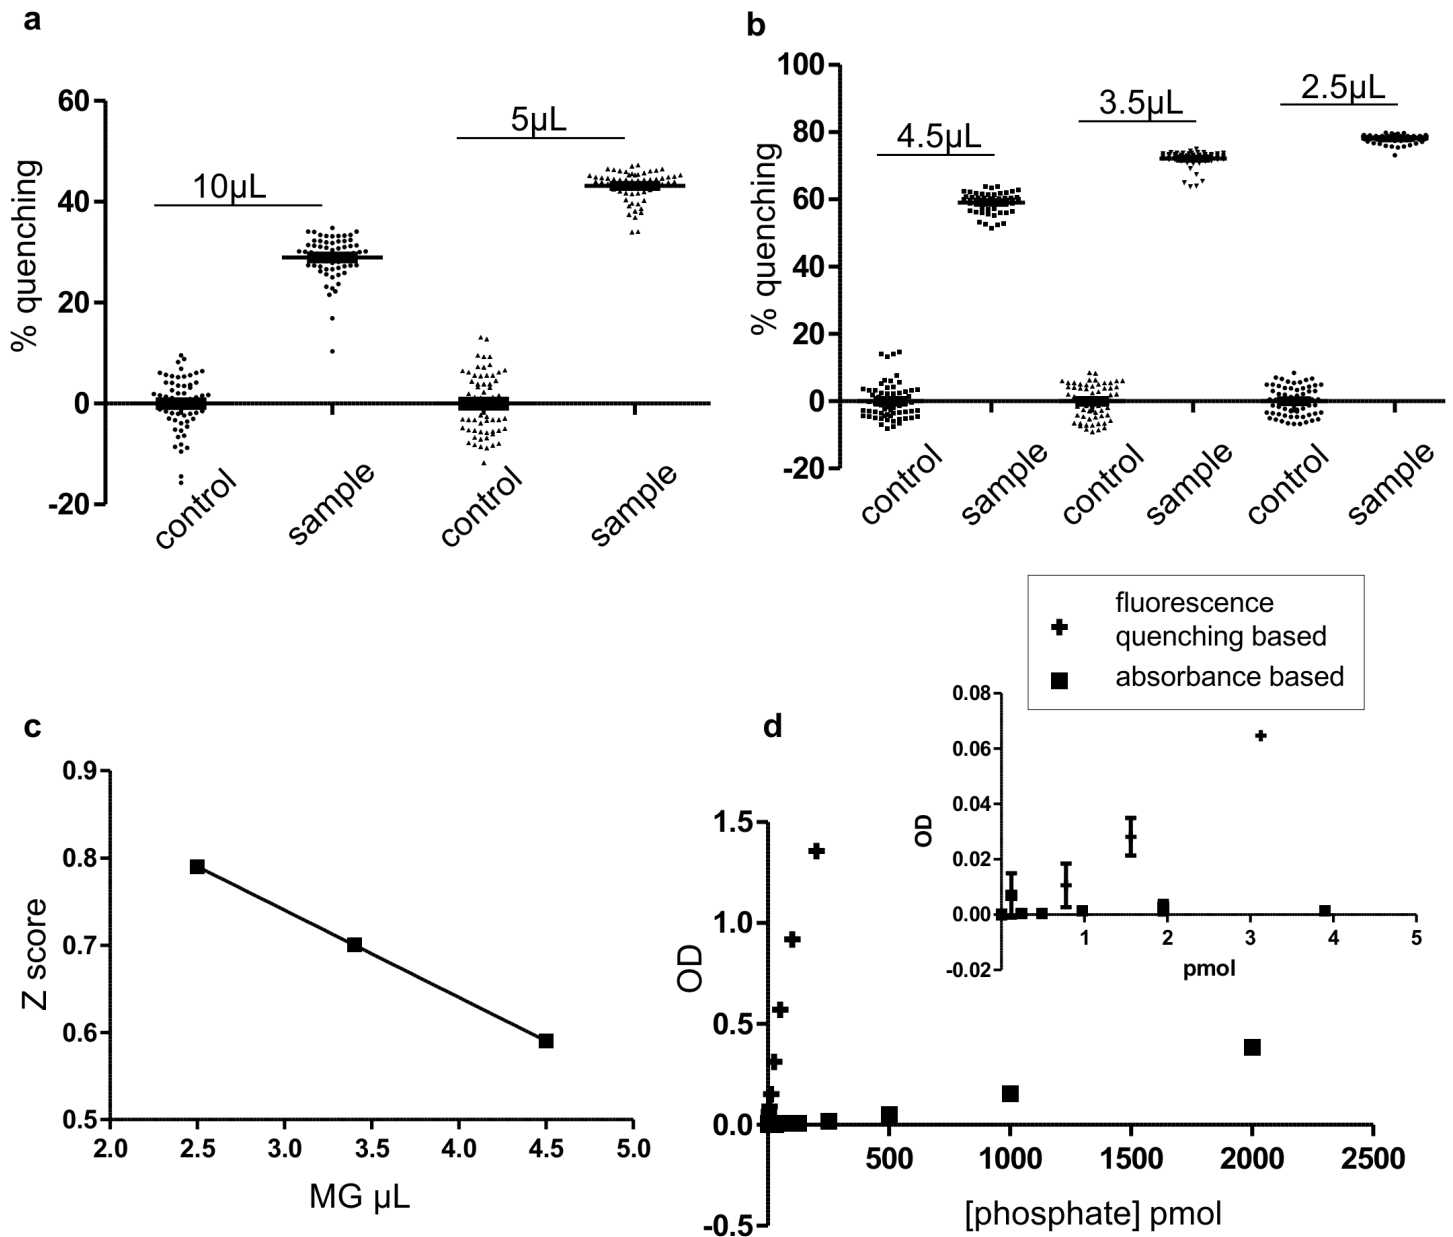 a
60
40
20
0
-20
% quenching
10µL
5µL
control
sample
control
sample
b
100
80
60
40
20
0
-20
% quenching
4.5µL
3.5µL
2.5µL
control
sample
control
sample
control
sample
c
0.9
0.8
0.7
0.6
0.5
Z score
2.0 2.5 3.0 3.5 4.0 4.5 5.0
MG µL
fluorescence
quenching based
absorbance based
d
1.5
1.0
0.5
0.0
-0.5
OD
500 1000 1500 2000 2500
[phosphate] pmol
0.08
0.06
0.04
0.02
0.00
-0.02
OD
1 2 3 4 5
pmol